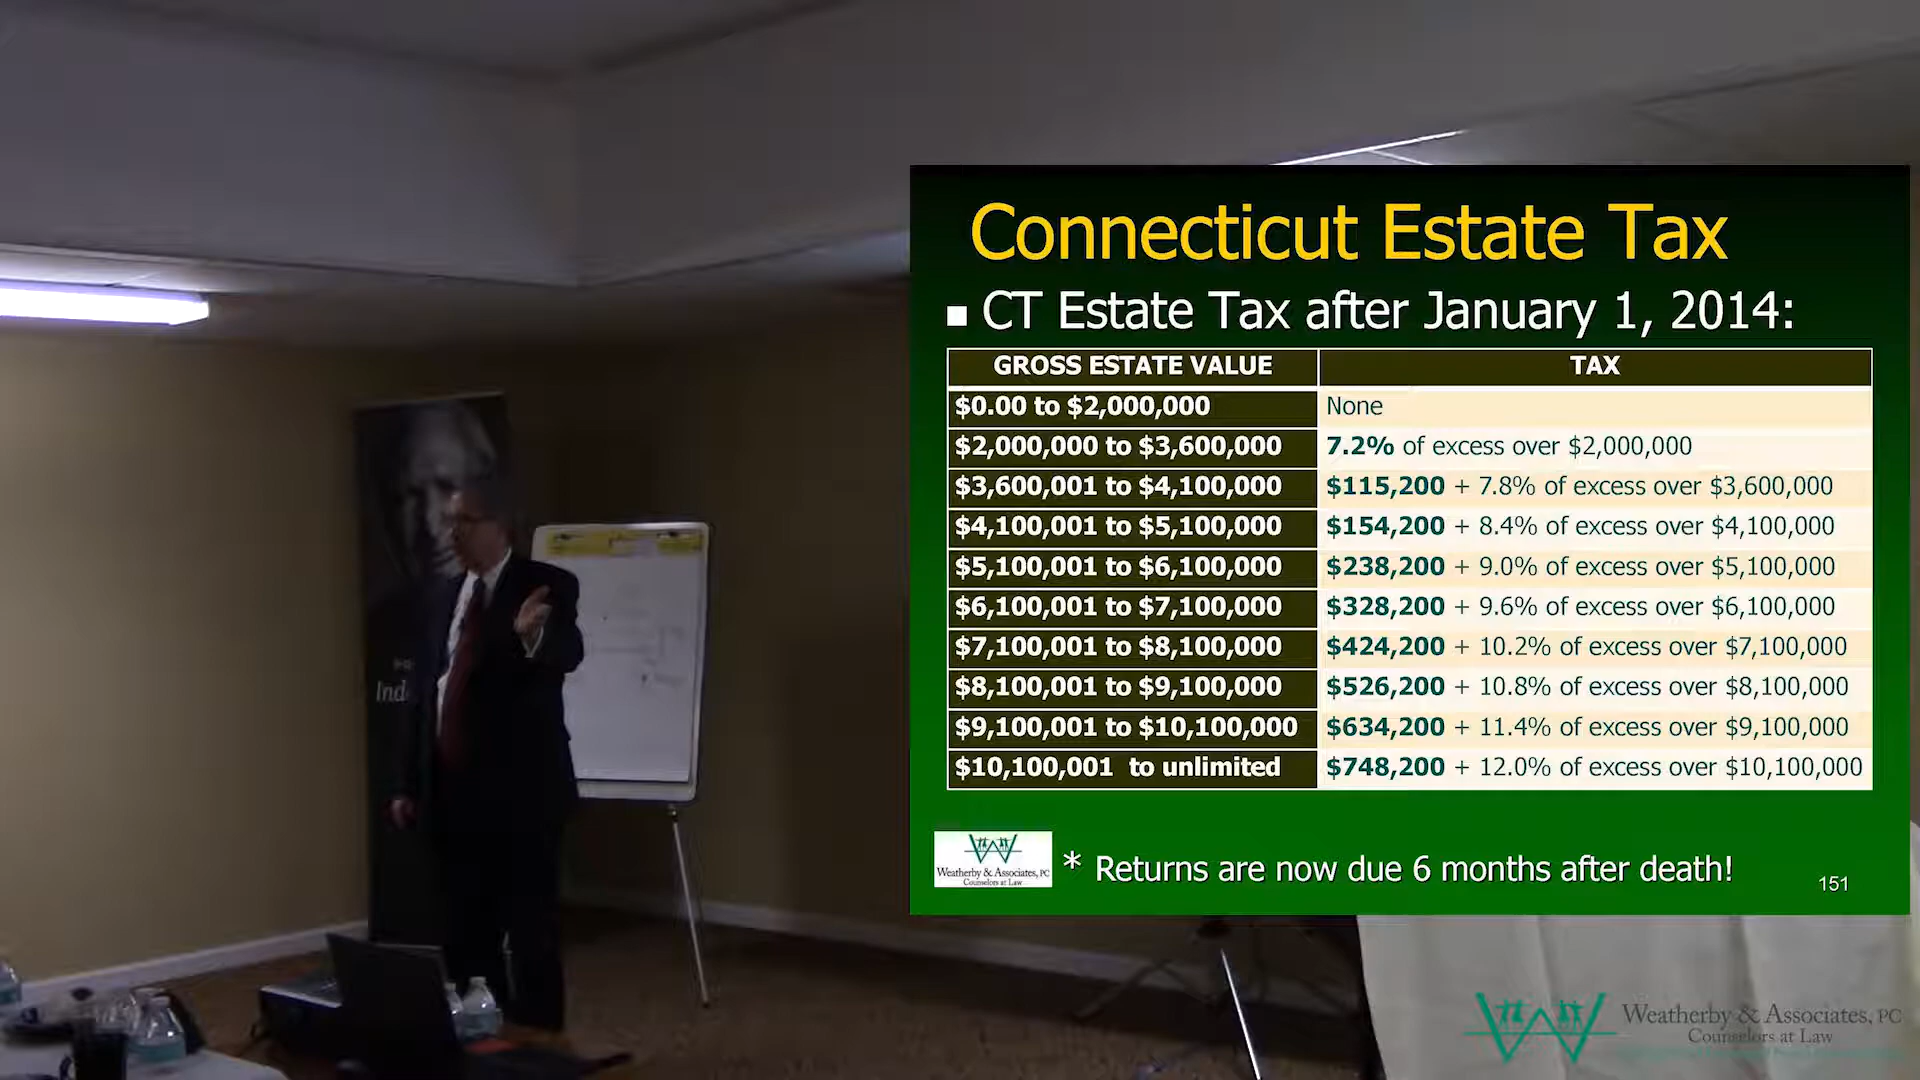 Connecticut Estate Tax
CT Estate Tax after January 1, 2014:
GROSS ESTATE VALUE TAX
$0.00 to $2,000,000 None
$2,000,000 to $3,600,000 7.2% of excess over $2,000,000
$3,600,001 to $4,100,000 $115,200 + 7.8% of excess over $3,600,000
$4,100,001 to $5,100,000 $154,200 + 8.4% of excess over $4,100,000
$5,100,001 to $6,100,000 $238,200 + 9.0% of excess over $5,100,000
$6,100,001 to $7,100,000 $328,200 + 9.6% of excess over $6,100,000
$7,100,001 to $8,100,000 $424,200 + 10.2% of excess over $7,100,000
$8,100,001 to $9,100,000 $526,200 + 10.8% of excess over $8,100,000
$9,100,001 to $10,100,000 $634,200 + 11.4% of excess over $9,100,000
$10,100,001 to unlimited $748,200 + 12.0% of excess over $10,100,000
Weatherby & Associates, PC
Counselors at Law
* Returns are now due 6 months after death!
151
Ind
Weatherby & Associates, PC
Counselors at Law